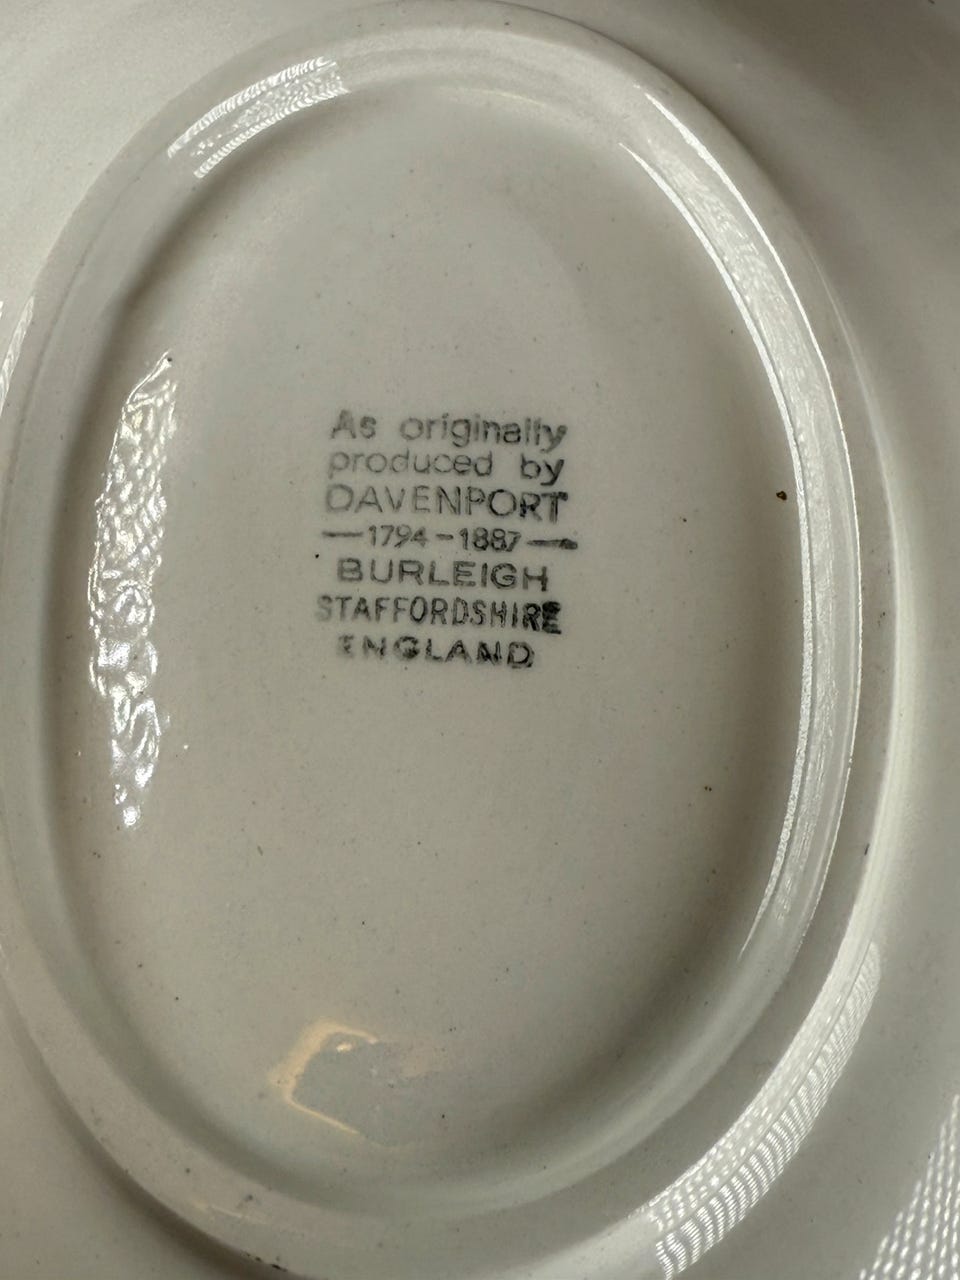 As originally
produced by
DAVENPORT
—1794-1887—
BURLEIGH
STAFFORDSHIRE
ENGLAND